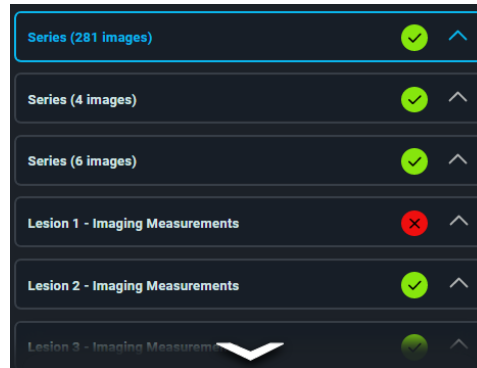 Series (281 images)
Series (4 images)
Series (6 images)
Lesion 1 - Imaging Measurements
Lesion 2 - Imaging Measurements
Lesion 3 - Imaging